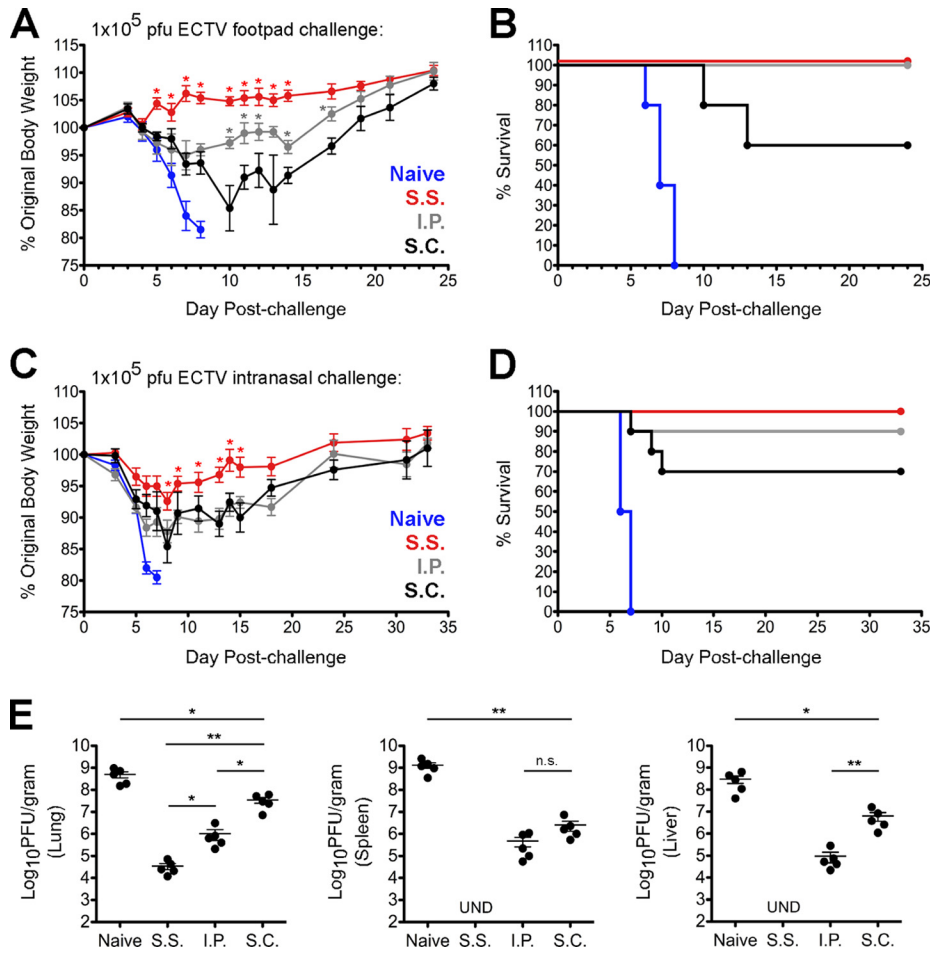 A
1x10^5 pfu ECTV footpad challenge:
% Original Body Weight
115
110
105
100
95
90
85
80
75
0 5 10 15 20 25
Day Post-challenge
Naive
S.S.
I.P.
S.C.
* * * * * * * * *
* * * * *
B
% Survival
110
100
90
80
70
60
50
40
30
20
10
0
0 5 10 15 20 25
Day Post-challenge
C
1x10^5 pfu ECTV intranasal challenge:
% Original Body Weight
110
105
100
95
90
85
80
75
0 5 10 15 20 25 30 35
Day Post-challenge
Naive
S.S.
I.P.
S.C.
* * * * * *
D
% Survival
110
100
90
80
70
60
50
40
30
20
10
0
0 5 10 15 20 25 30 35
Day Post-challenge
E
Log10PFU/gram
(Lung)
*
**
*
*
10
9
8
7
6
5
4
3
2
Naive S.S. I.P. S.C.
Log10PFU/gram
(Spleen)
**
n.s.
10
9
8
7
6
5
4
3
2
UND
Naive S.S. I.P. S.C.
Log10PFU/gram
(Liver)
*
**
10
9
8
7
6
5
4
3
2
UND
Naive S.S. I.P. S.C.